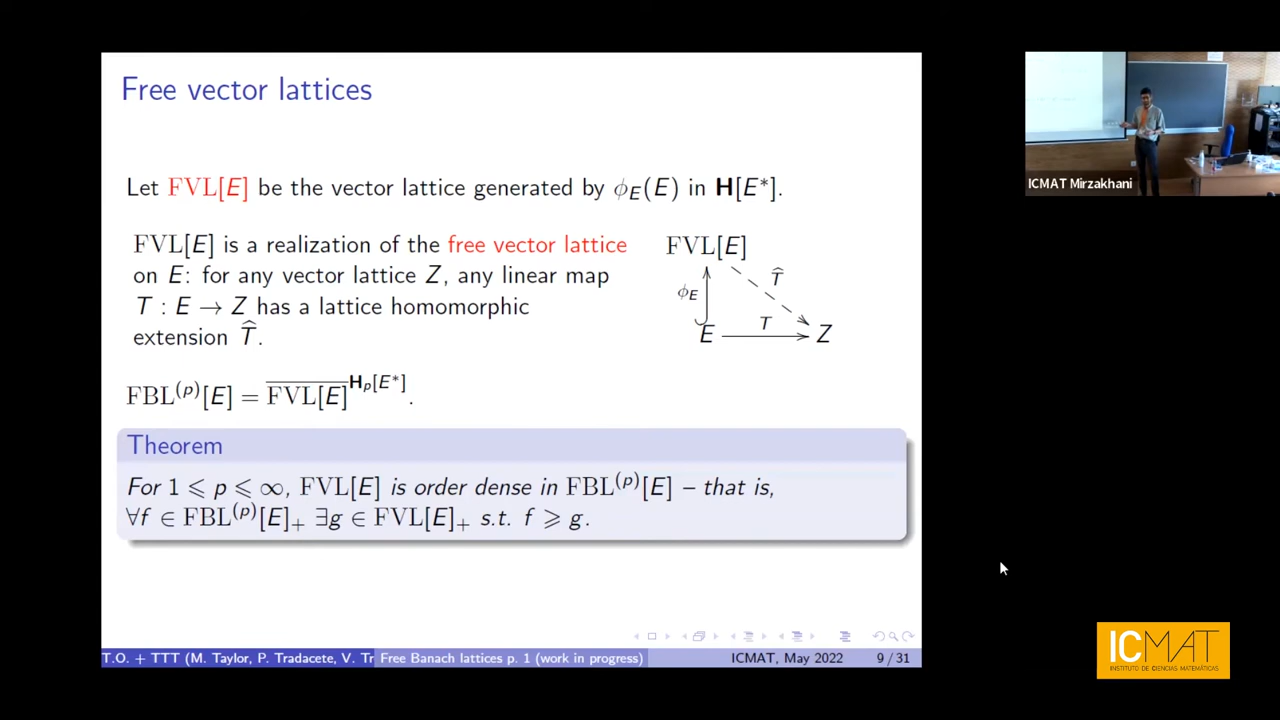 Free vector lattices
Let FVL[E] be the vector lattice generated by ϕ_E(E) in H[E*].
FVL[E] is a realization of the free vector lattice
on E: for any vector lattice Z, any linear map
T : E → Z has a lattice homomorphic
extension T̂.
FVL[E]
ϕ_E
T̂
E
T
Z
FBL^(p)[E] = \overline{FVL[E]}^{H_p[E*]}.
Theorem
For 1 ⩽ p ⩽ ∞, FVL[E] is order dense in FBL^(p)[E] – that is,
∀f ∈ FBL^(p)[E]_+ ∃g ∈ FVL[E]_+ s.t. f ⩾ g.
T.O. + TTT (M. Taylor, P. Tradacete, V. Tr Free Banach lattices p. 1 (work in progress) ICMAT, May 2022 9 / 31
ICMAT Mirzakhani
ICMAT
INSTITUTO DE CIENCIAS MATEMÁTICAS